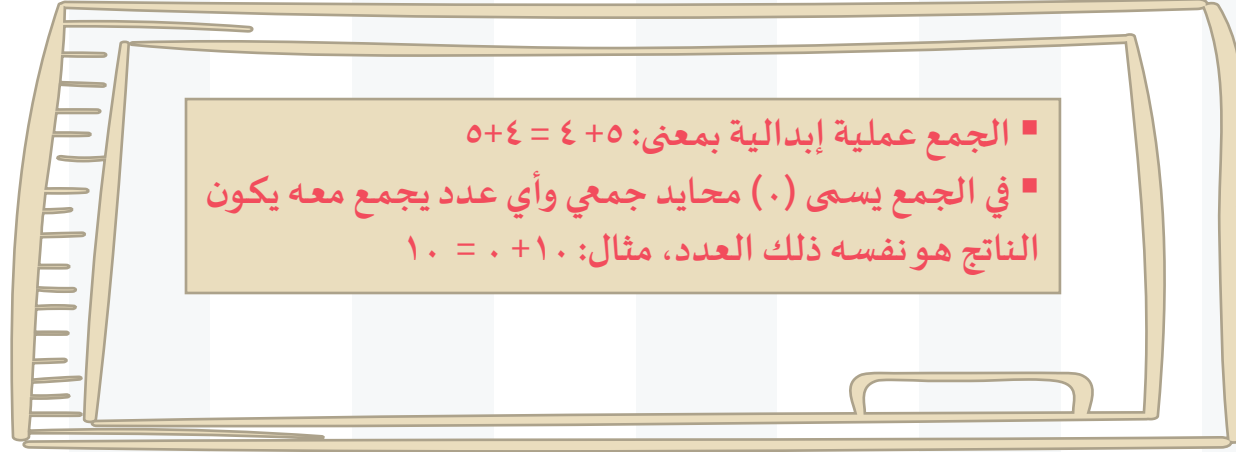 ▪ الجمع عملية إبدالية بمعنى: ٥+ ٤ = ٤+٥
▪ في الجمع يسمى (٠) محايد جمعي وأي عدد يجمع معه يكون
الناتج هو نفسه ذلك العدد، مثال: ١٠+ ٠ = ١٠